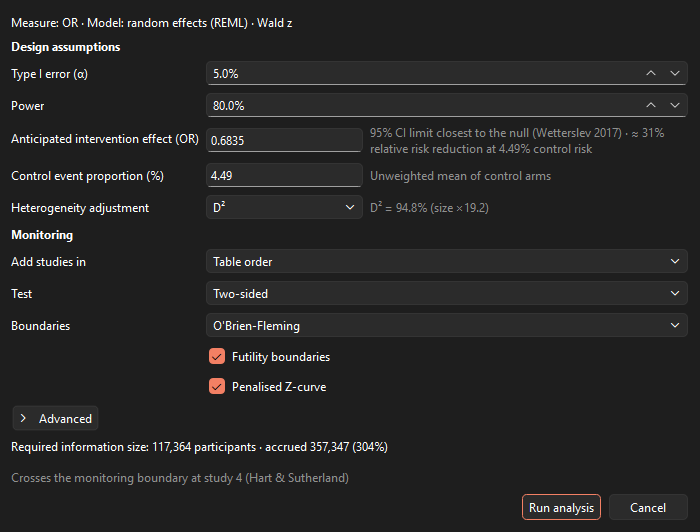 Measure: OR · Model: random effects (REML) · Wald z
Design assumptions
Type I error (α) 5.0%
Power 80.0%
Anticipated intervention effect (OR) 0.6835 95% CI limit closest to the null (Wetterslev 2017) · ≈ 31%
relative risk reduction at 4.49% control risk
Control event proportion (%) 4.49 Unweighted mean of control arms
Heterogeneity adjustment D² D² = 94.8% (size ×19.2)
Monitoring
Add studies in Table order
Test Two-sided
Boundaries O'Brien-Fleming
Futility boundaries
Penalised Z-curve
Advanced
Required information size: 117,364 participants · accrued 357,347 (304%)
Crosses the monitoring boundary at study 4 (Hart & Sutherland)
Run analysis Cancel